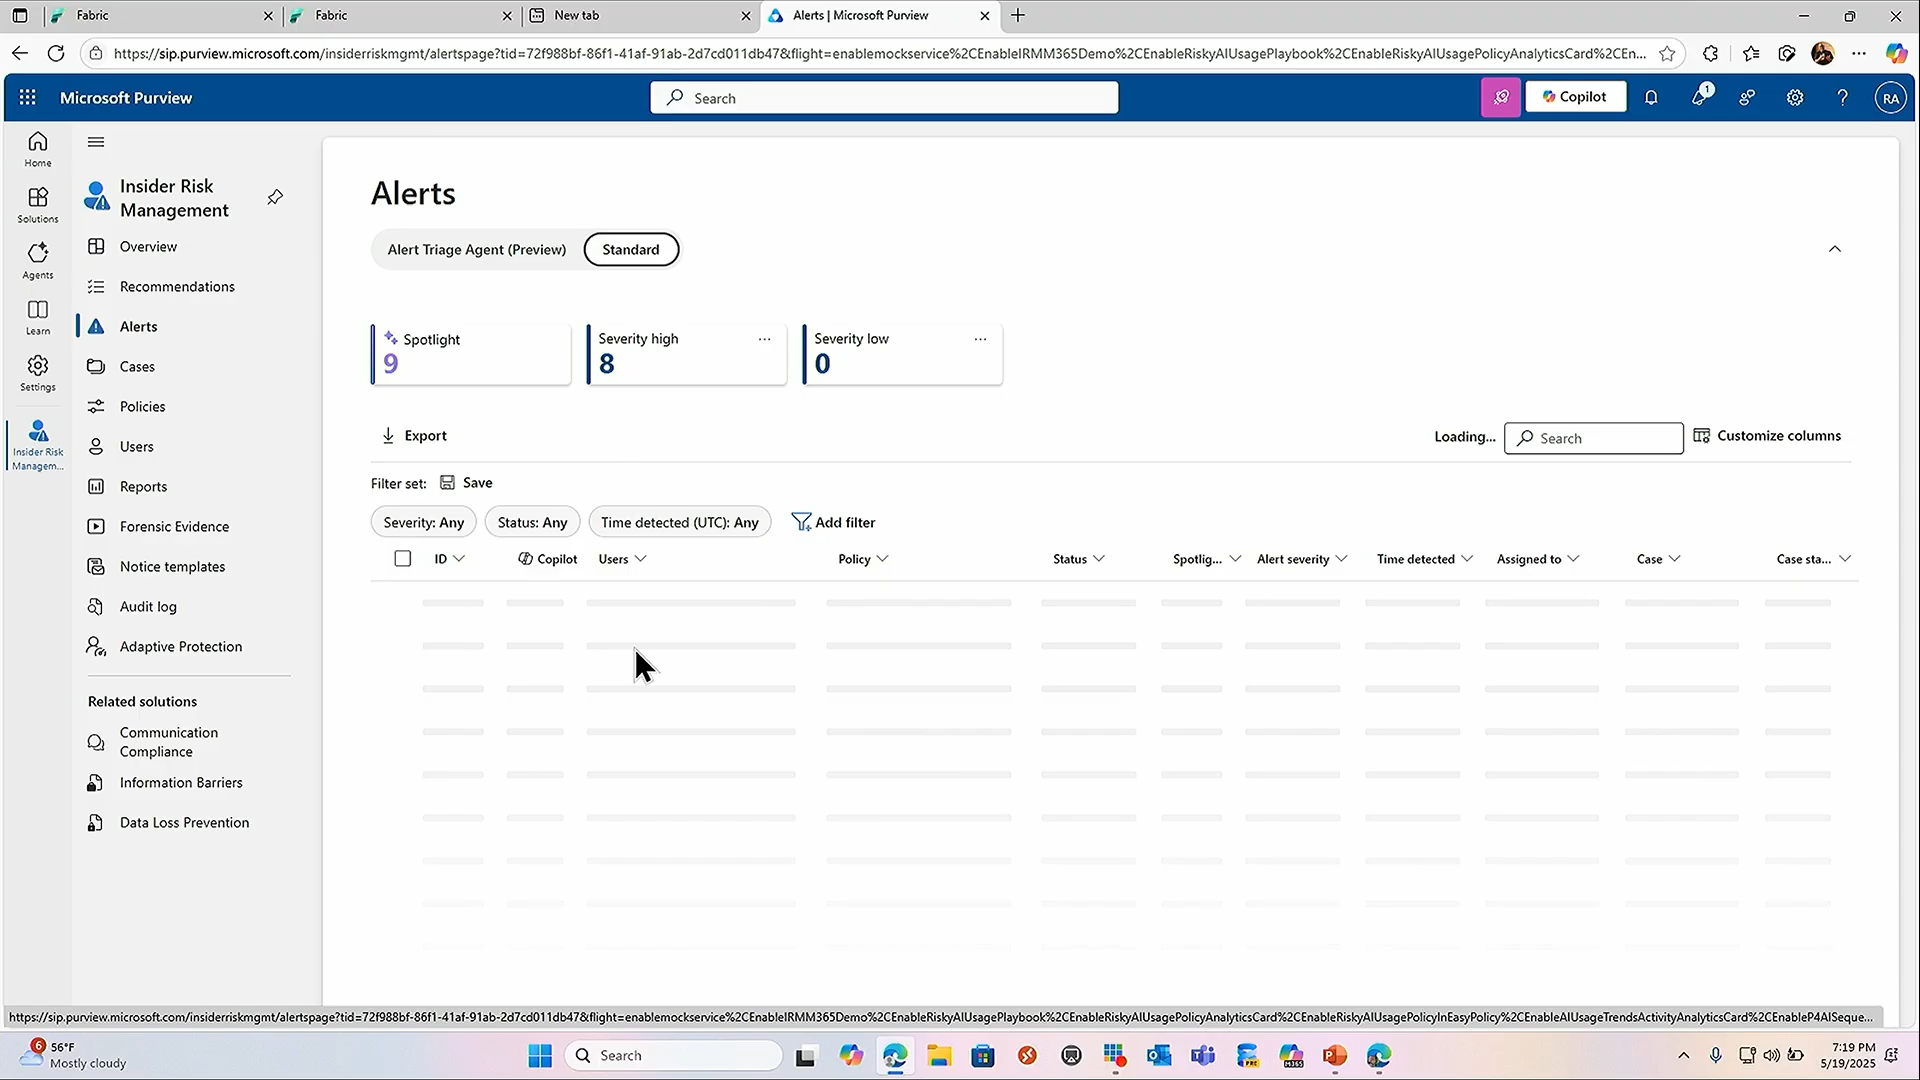 Fabric
Fabric
New tab
Alerts | Microsoft Purview
https://sip.purview.microsoft.com/insiderriskmgmt/alertspage?tid=72f988bf-86f1-41af-91ab-2d7cd011db47&flight=enablemockservice%2CEnableIRMM365Demo%2CEnableRiskyAIUsagePlaybook%2CEnableRiskyAIUsagePolicyAnalyticsCard%2CEn...
Microsoft Purview
Search
Copilot
1
RA
Home
Solutions
Agents
Learn
Settings
Insider Risk
Managem...
Insider Risk
Management
Overview
Recommendations
Alerts
Cases
Policies
Users
Reports
Forensic Evidence
Notice templates
Audit log
Adaptive Protection
Related solutions
Communication
Compliance
Information Barriers
Data Loss Prevention
Alerts
Alert Triage Agent (Preview)
Standard
Spotlight
9
Severity high
8
Severity low
0
Export
Loading...
Search
Customize columns
Filter set:
Save
Severity: Any
Status: Any
Time detected (UTC): Any
Add filter
ID
Copilot
Users
Policy
Status
Spotlig...
Alert severity
Time detected
Assigned to
Case
Case sta...
https://sip.purview.microsoft.com/insiderriskmgmt/alertspage?tid=72f988bf-86f1-41af-91ab-2d7cd011db47&flight=enablemockservice%2CEnableIRMM365Demo%2CEnableRiskyAIUsagePlaybook%2CEnableRiskyAIUsagePolicyAnalyticsCard%2CEnableRiskyAIUsagePolicyInEasyPolicy%2CEnableAIUsageTrendsActivityAnalyticsCard%2CEnableP4AISeque...
6
56°F
Mostly cloudy
Search
PRE
M365
7:19 PM
5/19/2025